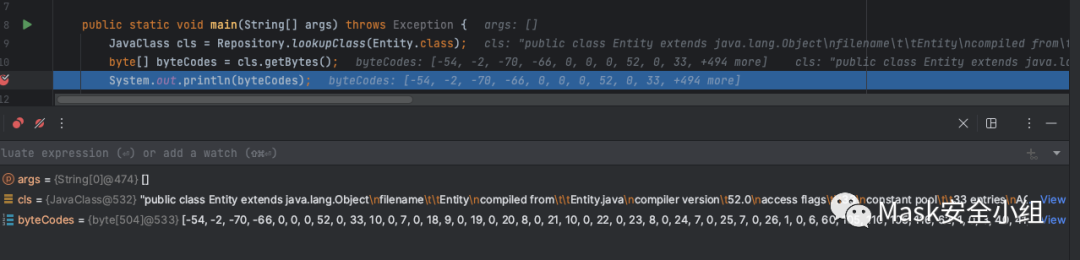 7
8 public static void main(String[] args) throws Exception { args: []
9 JavaClass cls = Repository.lookupClass(Entity.class); cls: "public class Entity extends java.lang.Object\nfilename\t\tEntity\ncompiled from\t
10 byte[] byteCodes = cls.getBytes(); byteCodes: [-54, -2, -70, -66, 0, 0, 0, 52, 0, 33, +494 more] cls: "public class Entity extends java.la
System.out.println(byteCodes); byteCodes: [-54, -2, -70, -66, 0, 0, 0, 52, 0, 33, +494 more]
12
luate expression (⏎) or add a watch (⇧⌘⏎)
args = {String[0]@474} []
cls = {JavaClass@532} "public class Entity extends java.lang.Object\nfilename\t\tEntity\ncompiled from\t\tEntity.java\ncompiler version\t52.0\naccess flags\t\t constant pool\t\t33 entries\nA View
byteCodes = {byte[504]@533} [-54, -2, -70, -66, 0, 0, 0, 52, 0, 33, 10, 0, 7, 0, 18, 9, 0, 19, 0, 20, 8, 0, 21, 10, 0, 22, 0, 23, 8, 0, 24, 7, 0, 25, 7, 0, 26, 1, 0, 6, 60, View
Mask安全小组